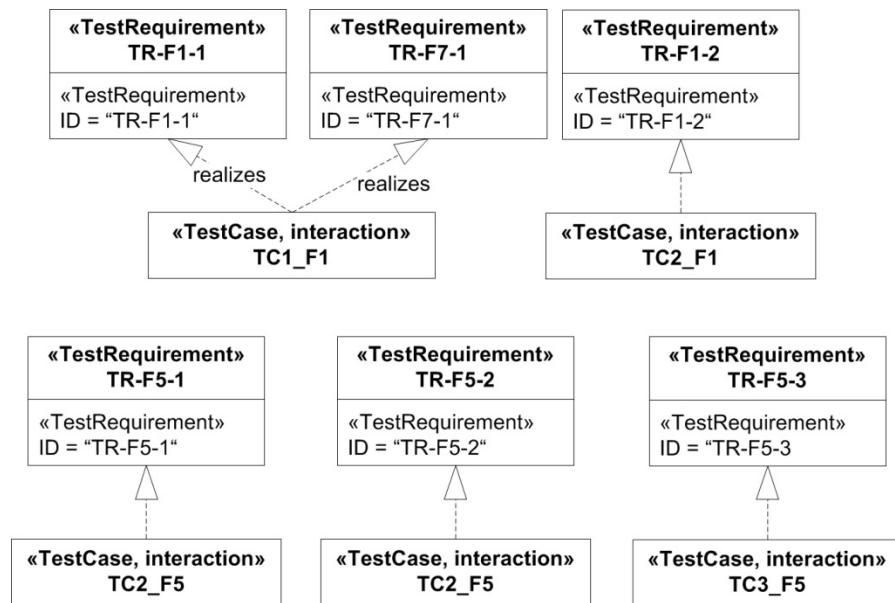 «TestRequirement»
TR-F1-1
«TestRequirement»
ID = “TR-F1-1“
«TestRequirement»
TR-F7-1
«TestRequirement»
ID = “TR-F7-1“
«TestRequirement»
TR-F1-2
«TestRequirement»
ID = “TR-F1-2“
realizes
realizes
«TestCase, interaction»
TC1_F1
«TestCase, interaction»
TC2_F1
«TestRequirement»
TR-F5-1
«TestRequirement»
ID = “TR-F5-1“
«TestRequirement»
TR-F5-2
«TestRequirement»
ID = “TR-F5-2“
«TestRequirement»
TR-F5-3
«TestRequirement»
ID = “TR-F5-3
«TestCase, interaction»
TC2_F5
«TestCase, interaction»
TC2_F5
«TestCase, interaction»
TC3_F5